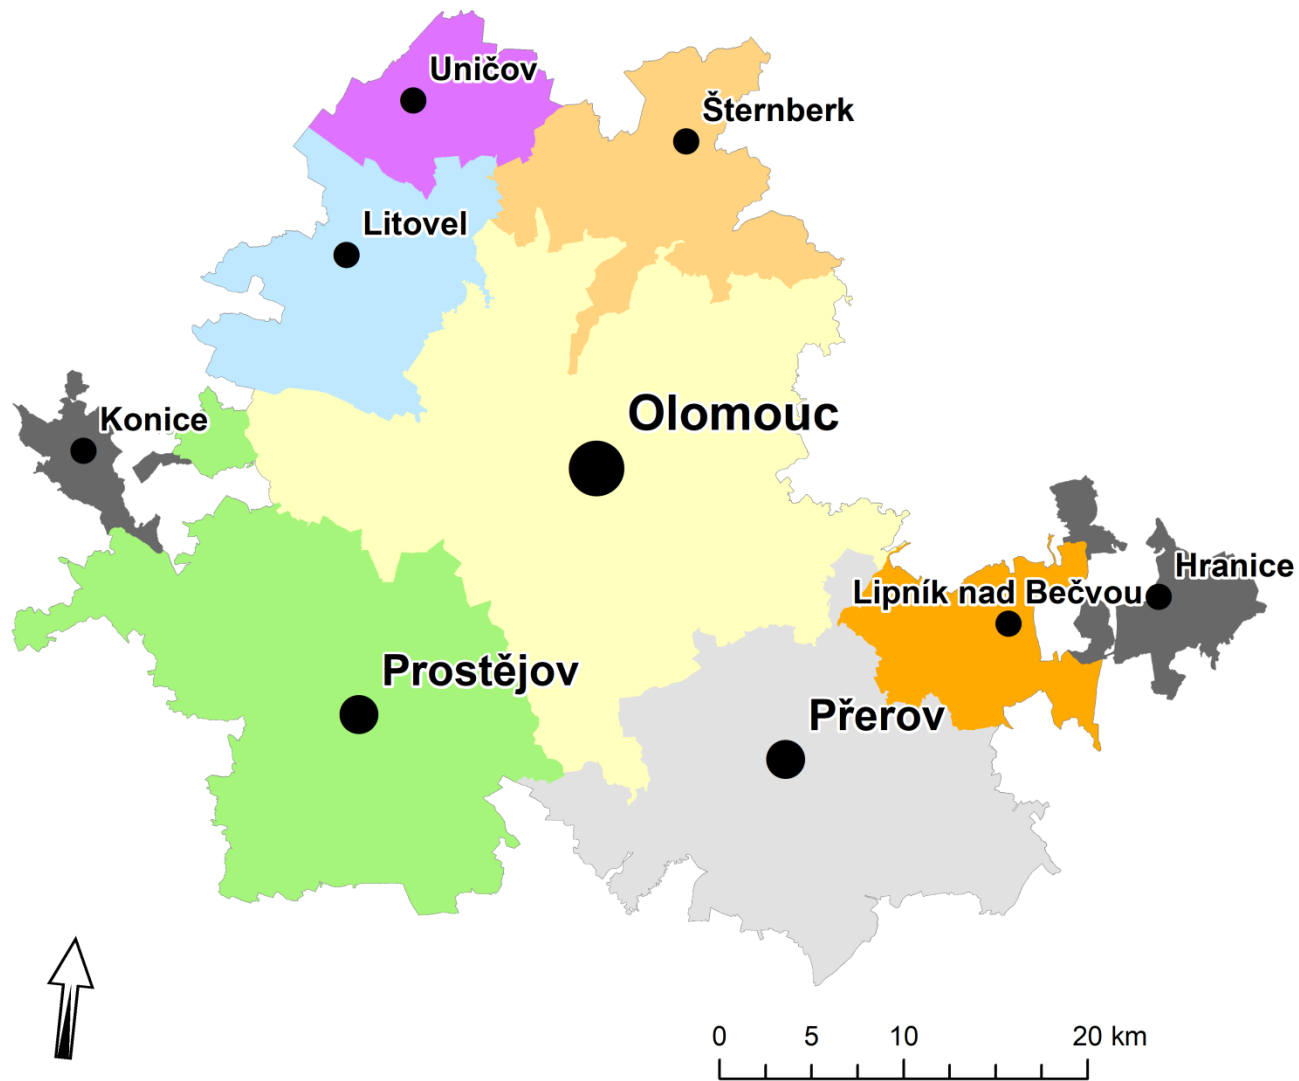 Uničov
Šternberk
Litovel
Olomouc
Konice
Hranice
Lipník nad Bečvou
Prostějov
Přerov
0 5 10 20 km